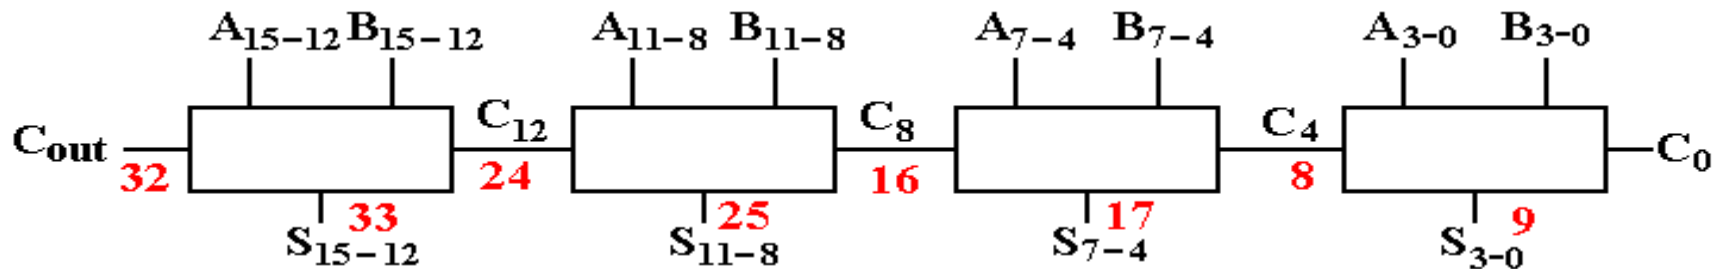 A15−12 B15−12 A11−8 B11−8 A7−4 B7−4 A3-0 B3-0
Cout C12 C8 C4 C0
32 24 16 8
33 25 17 9
S15−12 S11−8 S7−4 S3-0